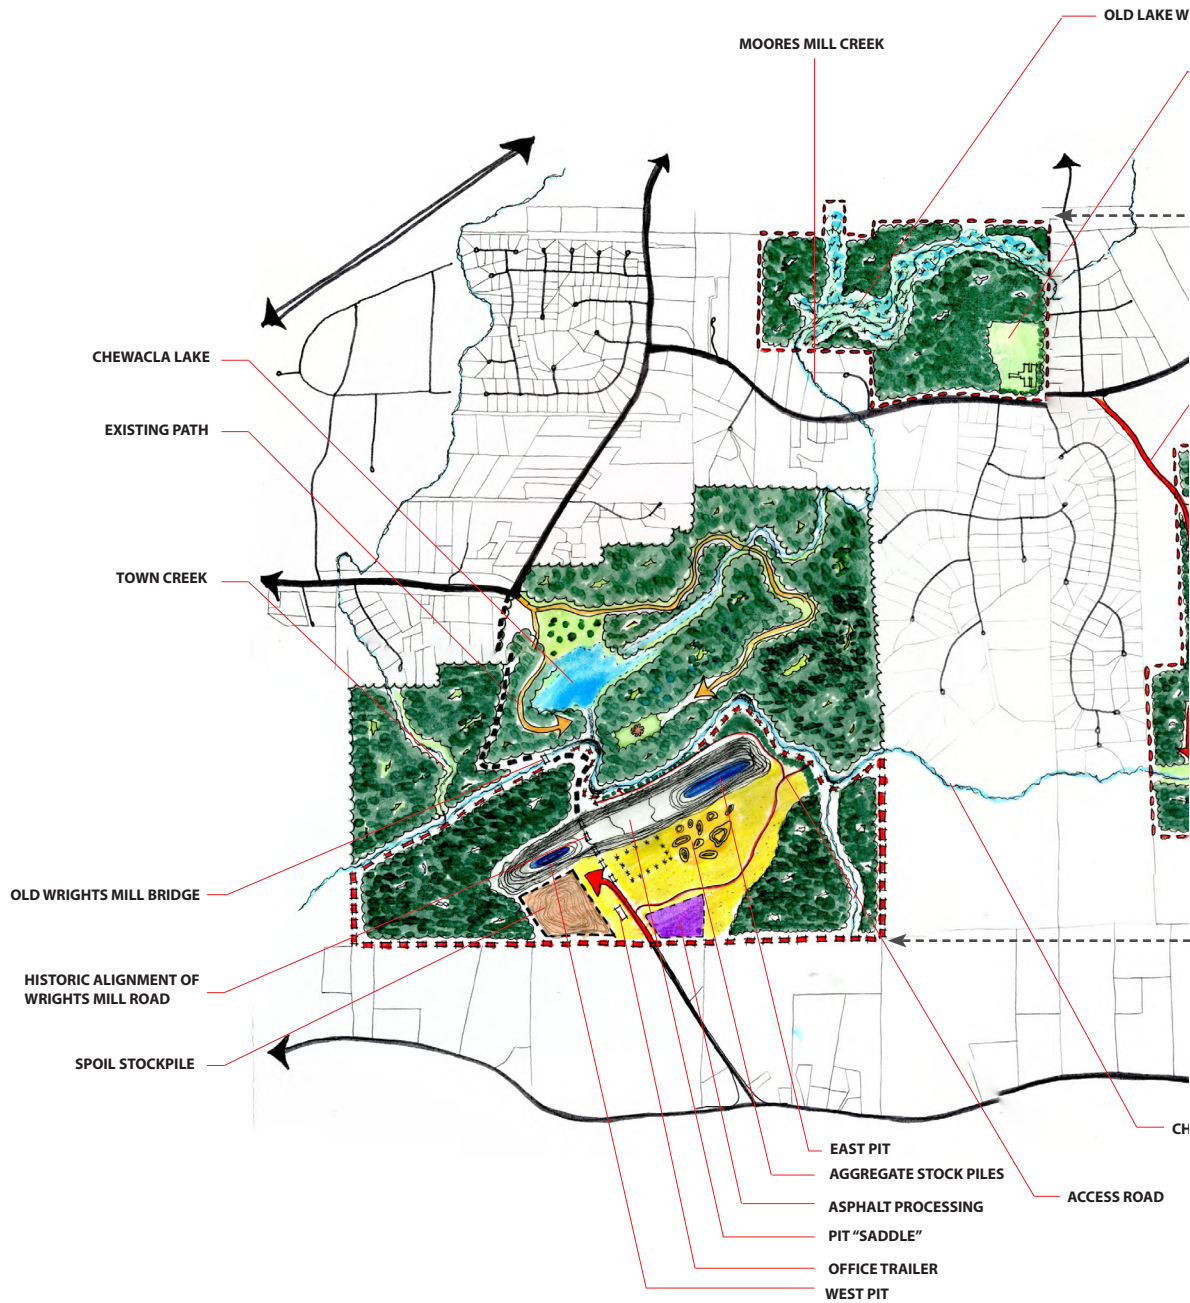 OLD LAKE W
MOORES MILL CREEK
CHEWACLA LAKE
EXISTING PATH
TOWN CREEK
OLD WRIGHTS MILL BRIDGE
HISTORIC ALIGNMENT OF
WRIGHTS MILL ROAD
SPOIL STOCKPILE
CH
EAST PIT
AGGREGATE STOCK PILES
ACCESS ROAD
ASPHALT PROCESSING
PIT “SADDLE”
OFFICE TRAILER
WEST PIT